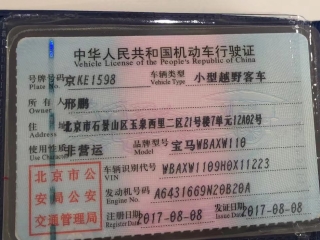 中华人民共和国机动车行驶证
Vehicle License of the People's Republic of China
号牌号码 京KE1598 车辆类型 小型越野客车
Plate No. Vehicle Type
所有人 邢鹏
Owner
住址 北京市石景山区玉泉西里二区21号楼7单元12A02号
Address
使用性质 非营运 品牌型号 宝马WBAXW110
Use Character Model
北京市公安局公安交通管理局
车辆识别代号 WBAXW1109H0X11223
VIN
发动机号码 A6431669N20B20A
Engine No.
注册日期 2017-08-08 发证日期 2017-08-08
Register Date Issue Date